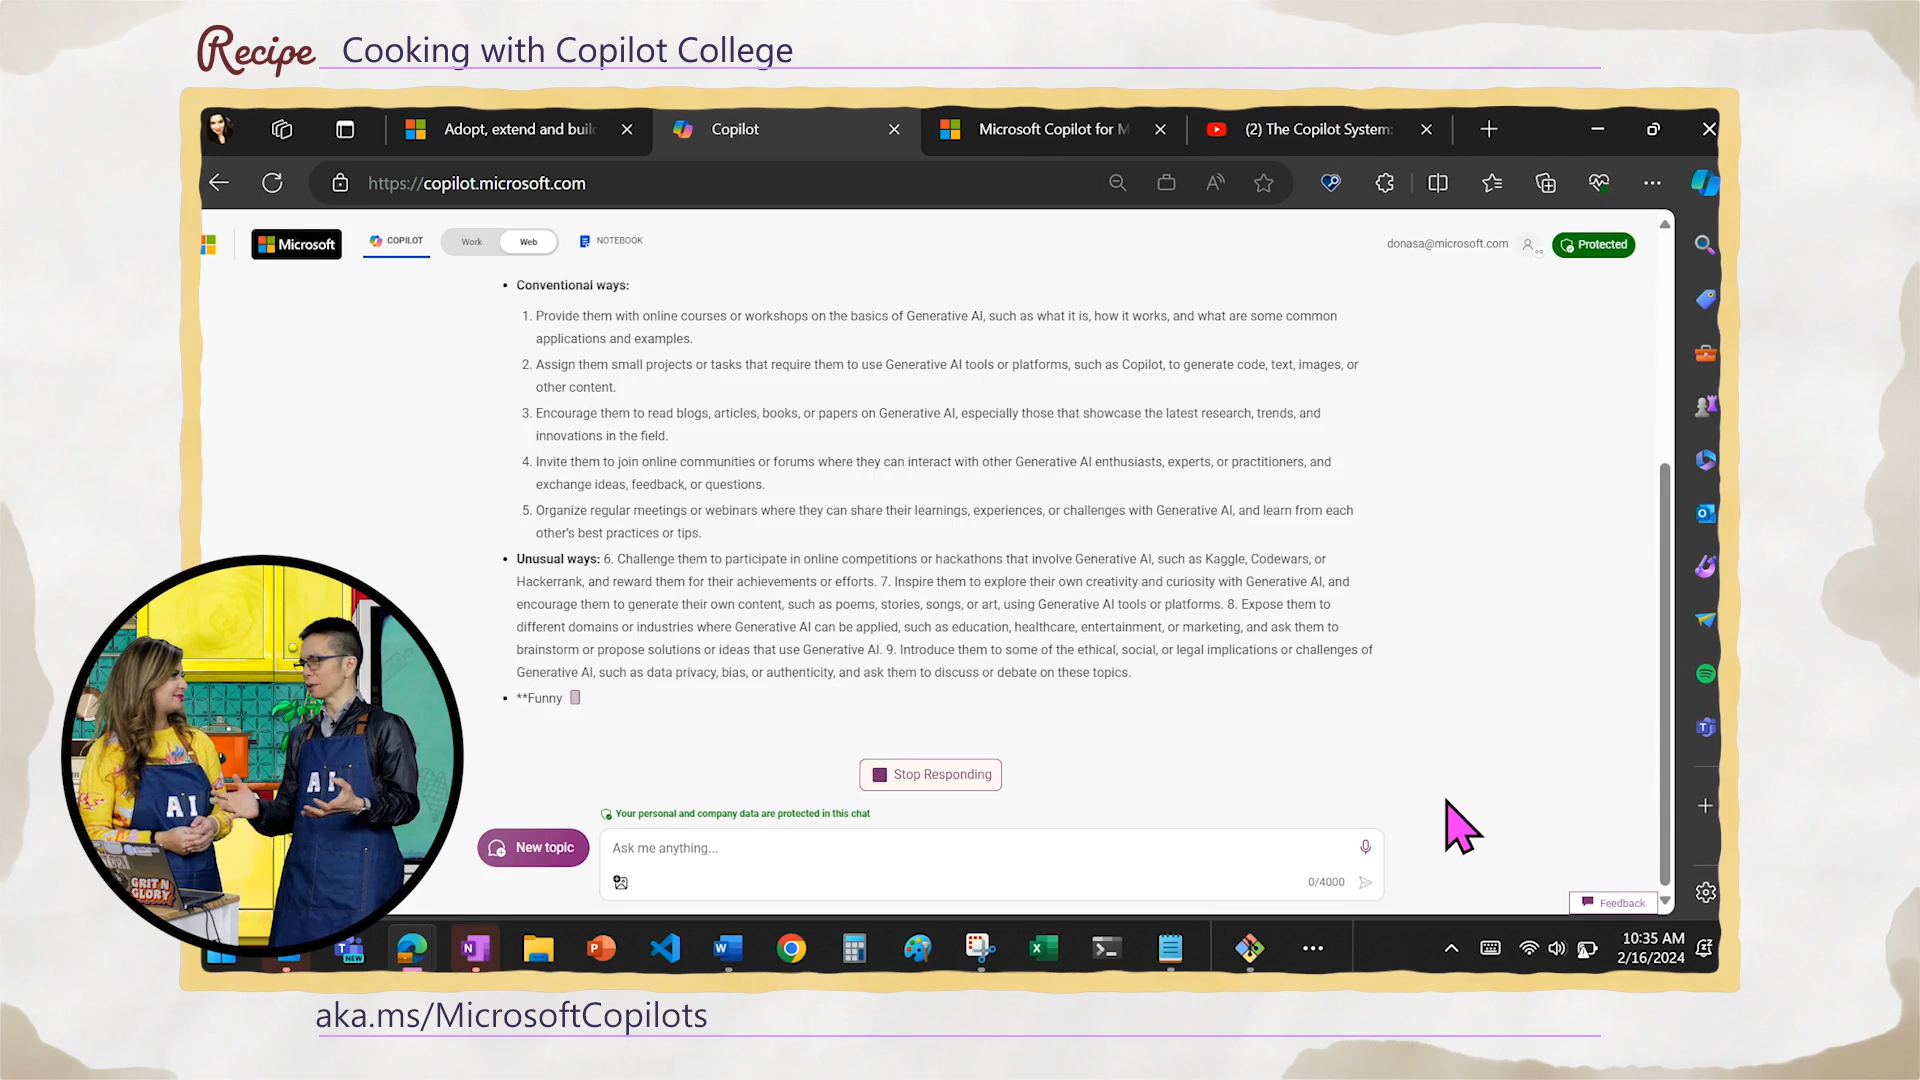 Recipe Cooking with Copilot College
Adopt, extend and buil
Copilot
Microsoft Copilot for M
(2) The Copilot System:
https://copilot.microsoft.com
Microsoft
COPILOT
Work
Web
NOTEBOOK
donasa@microsoft.com
Protected
• Conventional ways:
1. Provide them with online courses or workshops on the basics of Generative AI, such as what it is, how it works, and what are some common
applications and examples.
2. Assign them small projects or tasks that require them to use Generative AI tools or platforms, such as Copilot, to generate code, text, images, or
other content.
3. Encourage them to read blogs, articles, books, or papers on Generative AI, especially those that showcase the latest research, trends, and
innovations in the field.
4. Invite them to join online communities or forums where they can interact with other Generative AI enthusiasts, experts, or practitioners, and
exchange ideas, feedback, or questions.
5. Organize regular meetings or webinars where they can share their learnings, experiences, or challenges with Generative AI, and learn from each
other's best practices or tips.
• Unusual ways: 6. Challenge them to participate in online competitions or hackathons that involve Generative AI, such as Kaggle, Codewars, or
Hackerrank, and reward them for their achievements or efforts. 7. Inspire them to explore their own creativity and curiosity with Generative AI, and
encourage them to generate their own content, such as poems, stories, songs, or art, using Generative AI tools or platforms. 8. Expose them to
different domains or industries where Generative AI can be applied, such as education, healthcare, entertainment, or marketing, and ask them to
brainstorm or propose solutions or ideas that use Generative AI. 9. Introduce them to some of the ethical, social, or legal implications or challenges of
Generative AI, such as data privacy, bias, or authenticity, and ask them to discuss or debate on these topics.
• **Funny
Stop Responding
Your personal and company data are protected in this chat
New topic
Ask me anything...
0/4000
Feedback
AI
AI
GRIT N
GLORY
NEW
10:35 AM
2/16/2024
aka.ms/MicrosoftCopilots